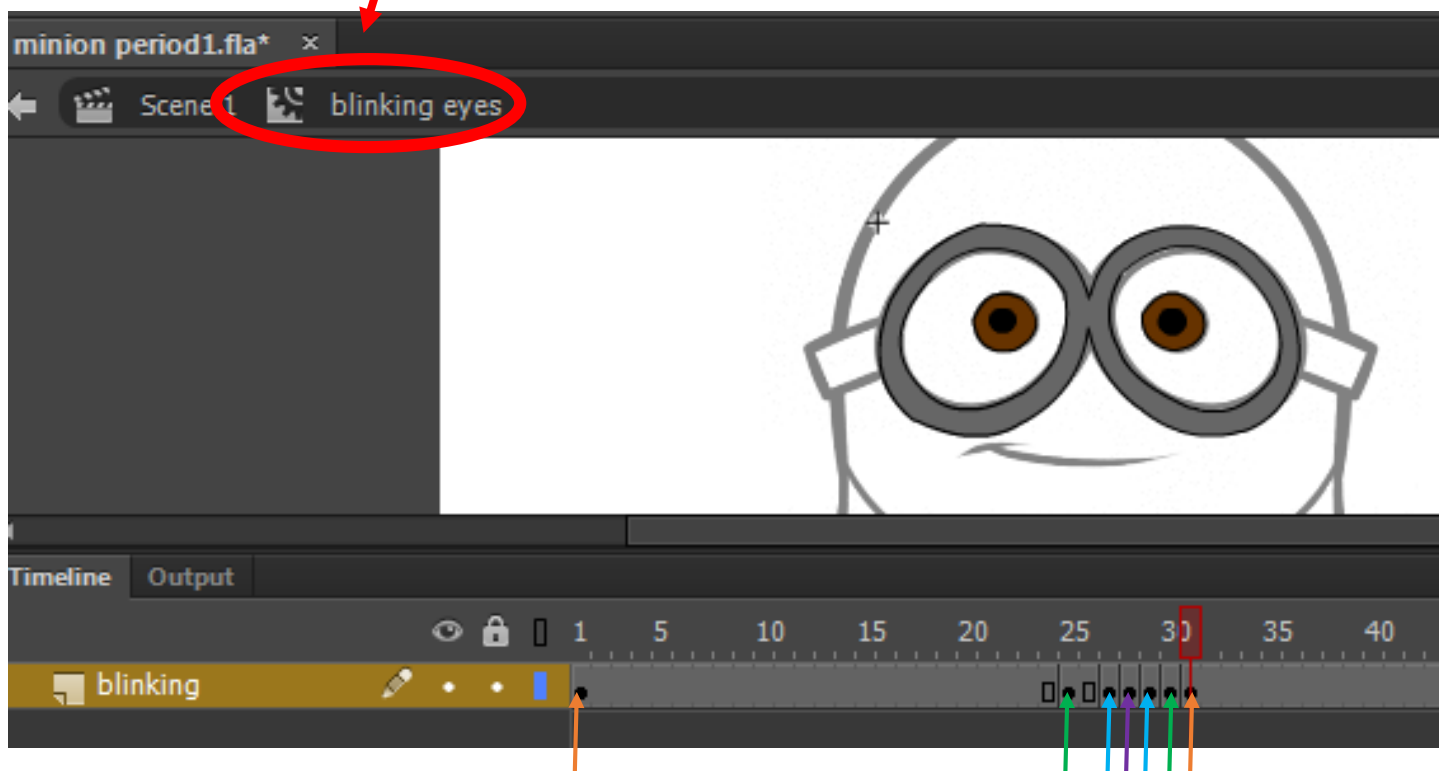 minion period1.fla* ×
Scene 1 blinking eyes
Timeline Output
1 5 10 15 20 25 30 35 40
blinking